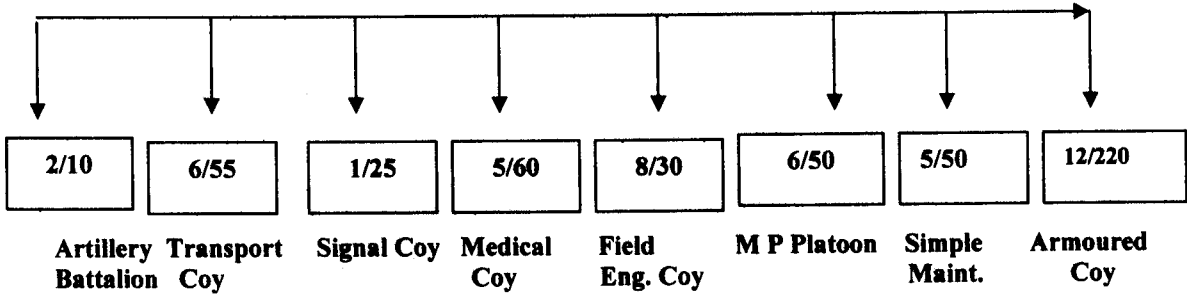 2/10 6/55 1/25 5/60 8/30 6/50 5/50 12/220
Artillery Transport Signal Coy Medical Field M P Platoon Simple Armoured
Battalion Coy Coy Eng. Coy Maint. Coy